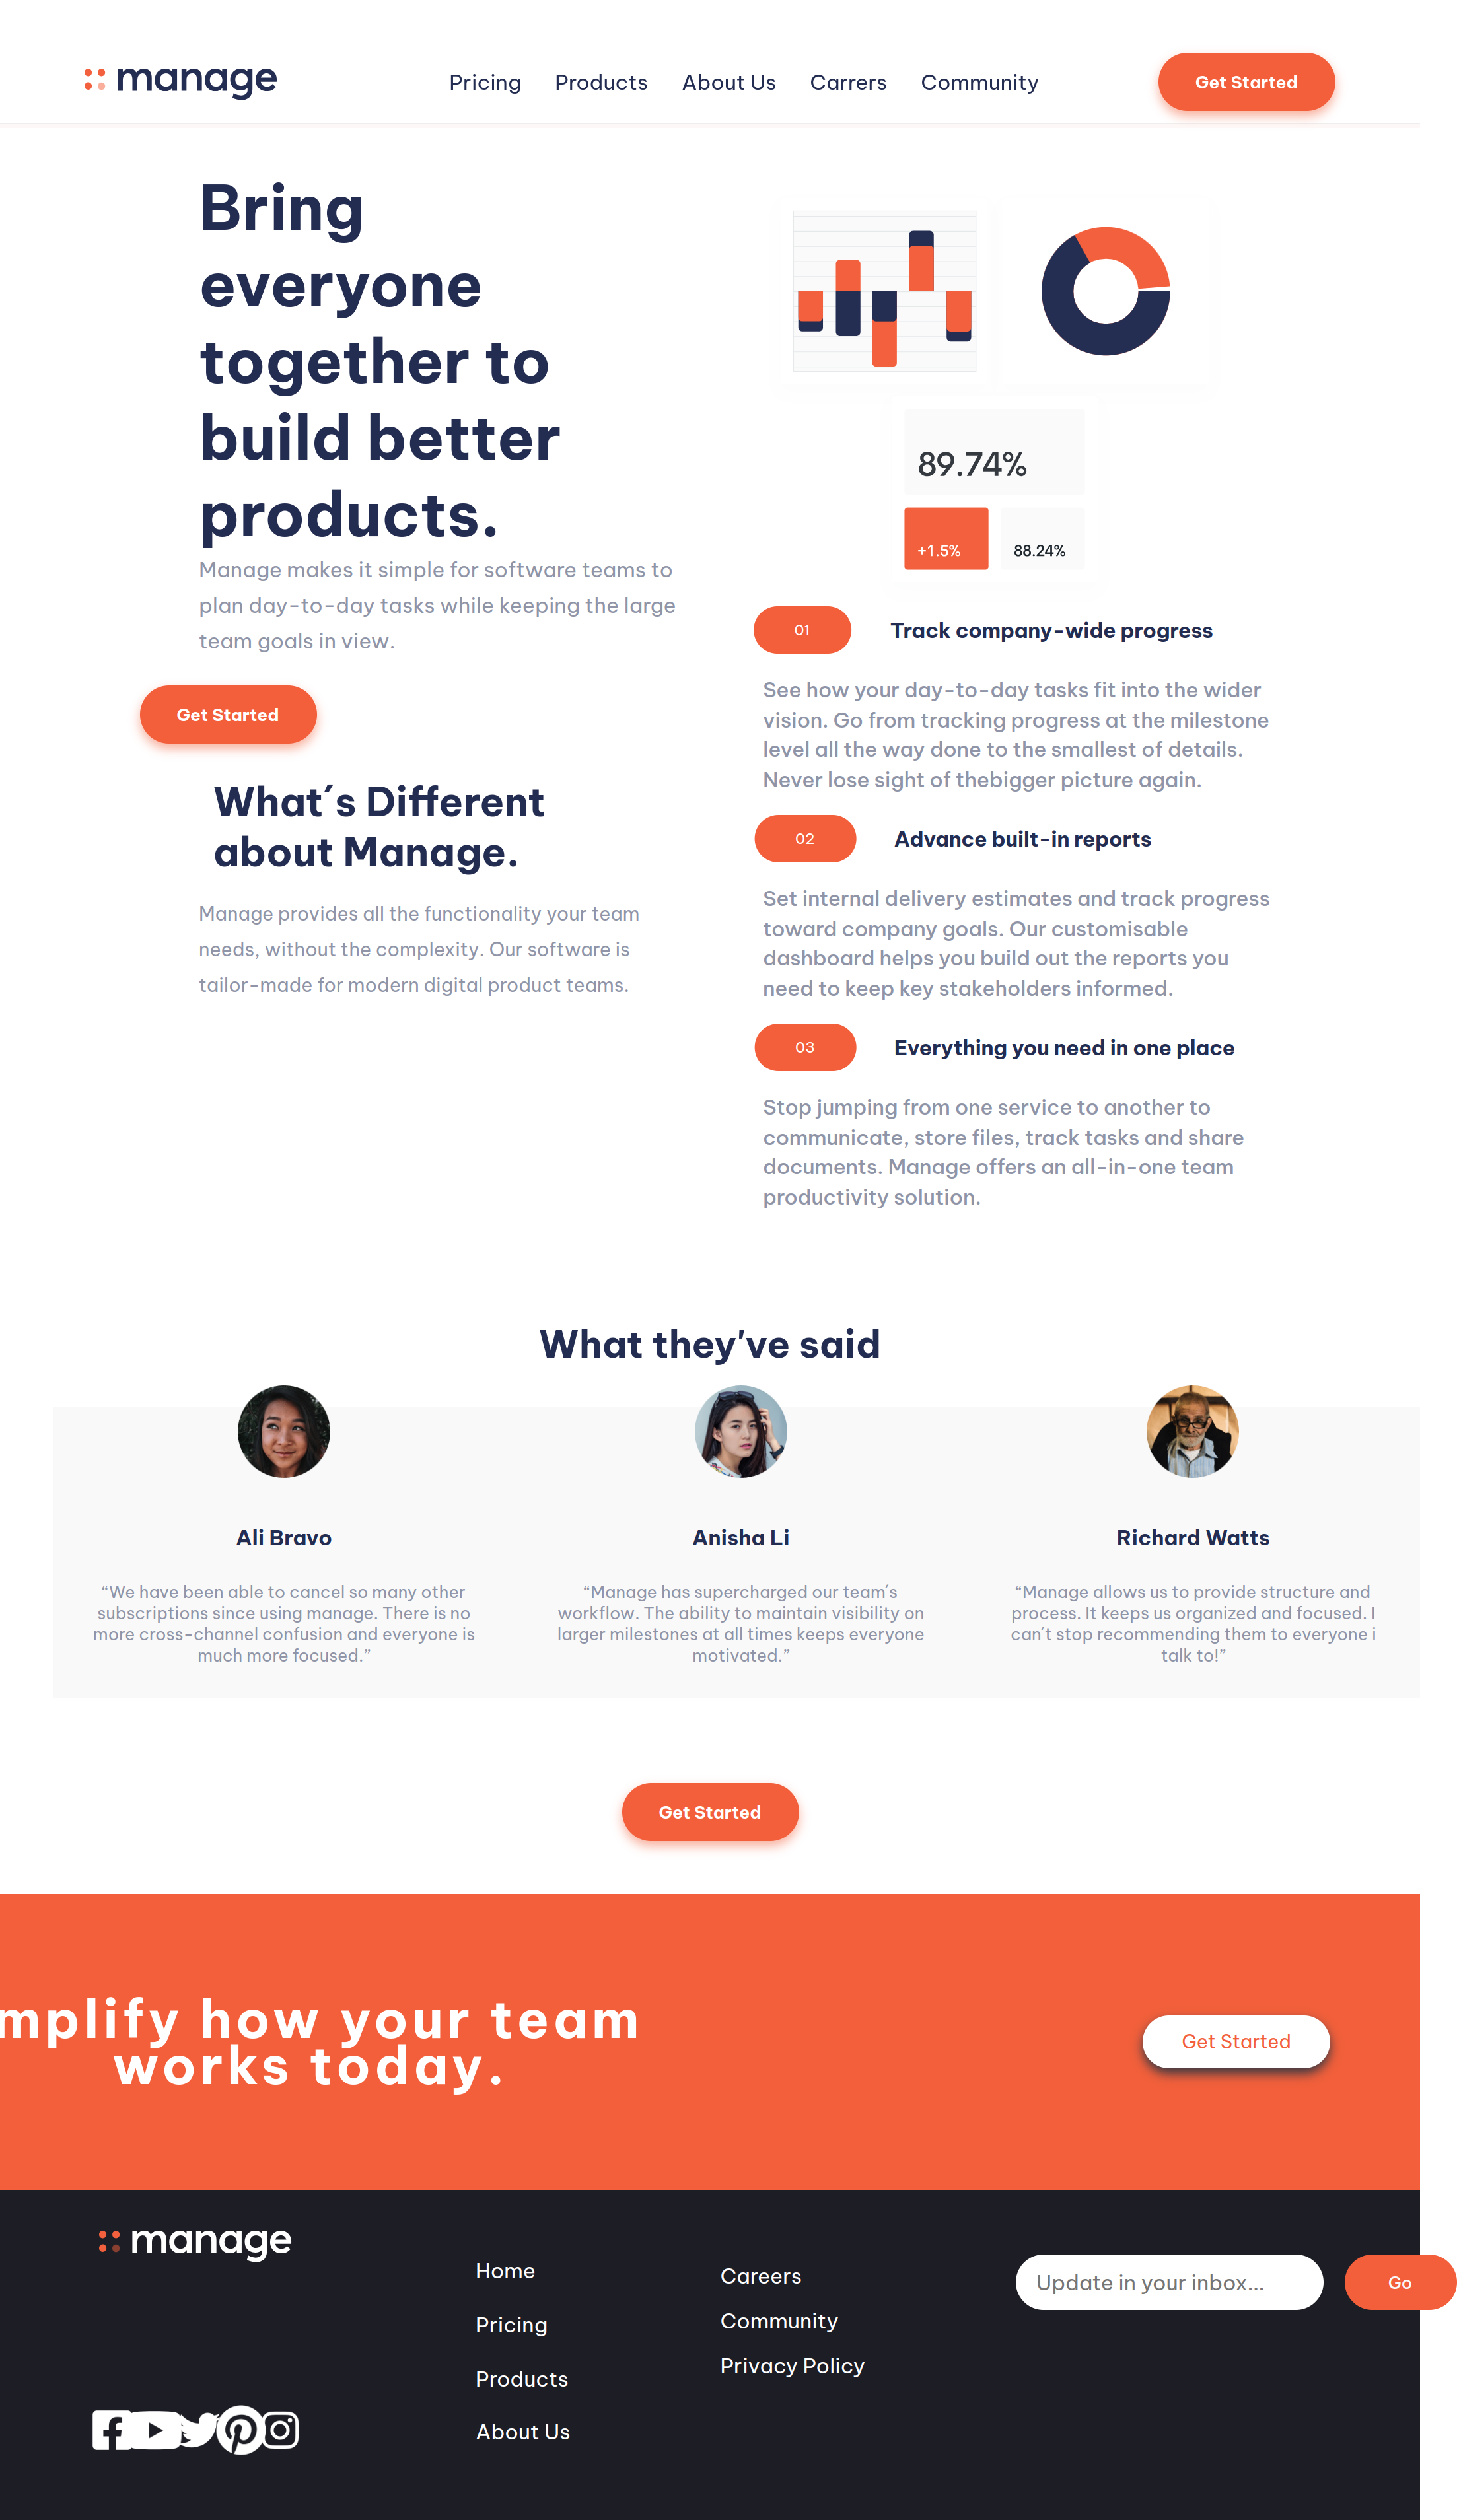 manage
Pricing Products About Us Carrers Community
Get Started
Bring
everyone
together to
build better
products.
Manage makes it simple for software teams to
plan day-to-day tasks while keeping the large
team goals in view.
Get Started
What´s Different
about Manage.
Manage provides all the functionality your team
needs, without the complexity. Our software is
tailor-made for modern digital product teams.
89.74%
+1.5%
88.24%
01 Track company-wide progress
See how your day-to-day tasks fit into the wider
vision. Go from tracking progress at the milestone
level all the way done to the smallest of details.
Never lose sight of thebigger picture again.
02 Advance built-in reports
Set internal delivery estimates and track progress
toward company goals. Our customisable
dashboard helps you build out the reports you
need to keep key stakeholders informed.
03 Everything you need in one place
Stop jumping from one service to another to
communicate, store files, track tasks and share
documents. Manage offers an all-in-one team
productivity solution.
What they've said
Ali Bravo
“We have been able to cancel so many other
subscriptions since using manage. There is no
more cross-channel confusion and everyone is
much more focused.”
Anisha Li
“Manage has supercharged our team´s
workflow. The ability to maintain visibility on
larger milestones at all times keeps everyone
motivated.”
Richard Watts
“Manage allows us to provide structure and
process. It keeps us organized and focused. I
can´t stop recommending them to everyone i
talk to!”
Get Started
mplify how your team
works today.
Get Started
manage
Home
Pricing
Products
About Us
Careers
Community
Privacy Policy
Update in your inbox...
Go